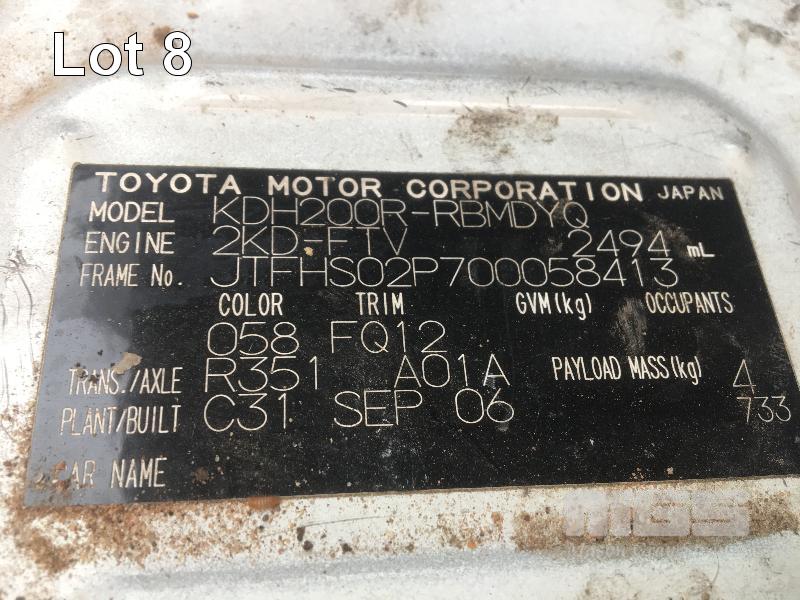 Lot 8
TOYOTA MOTOR CORPORATION JAPAN
MODEL KDH200R-RBMDYQ
ENGINE 2KD-FTV 2494 mL
FRAME No. JTFHS02P700058413
COLOR TRIM GVM(kg) OCCUPANTS
058 FQ12
TRANS./AXLE R351 A01A PAYLOAD MASS(kg) 4
PLANT/BUILT C31 SEP 06 733
CAR NAME